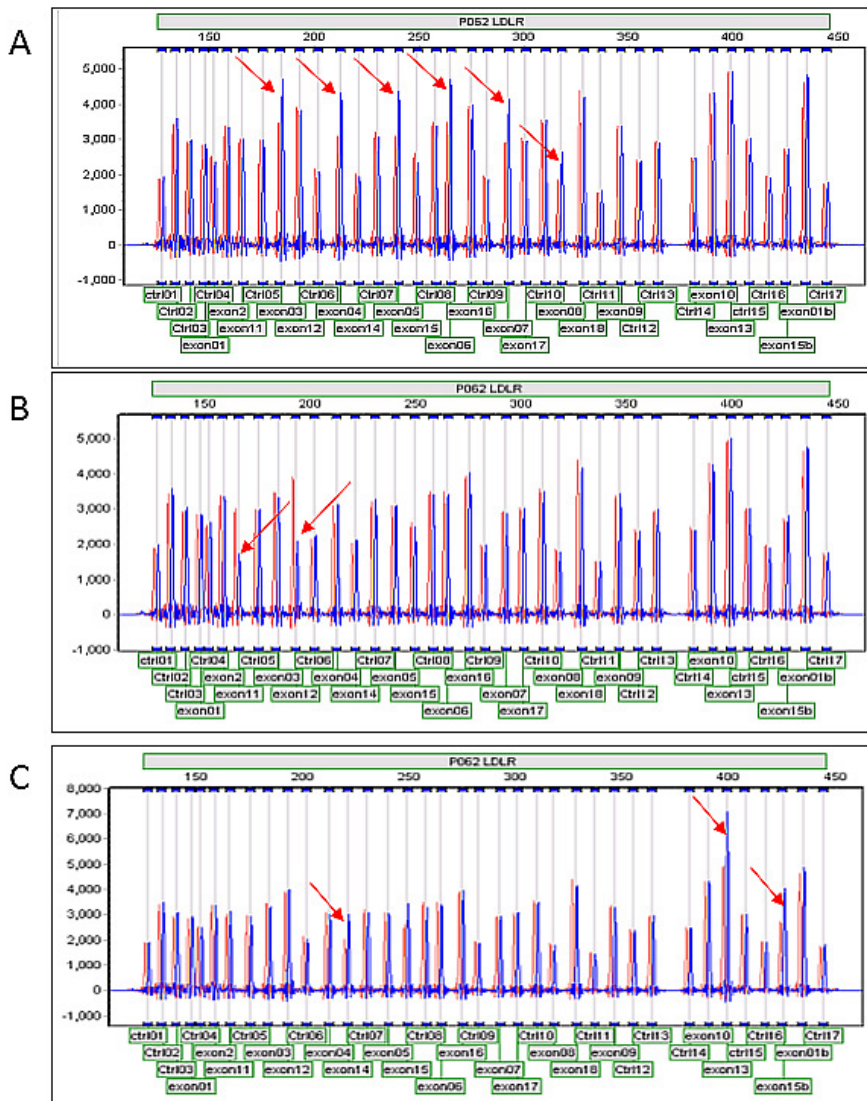 A
P062 LDLR
150 200 250 300 350 400 450
5,000
4,000
3,000
2,000
1,000
0
-1,000
ctrl01 Ctrl04 Ctrl05 Ctrl06 Ctrl07 Ctrl08 Ctrl09 Ctrl10 Ctrl11 Ctrl13 exon10 Ctrl16 Ctrl17
Ctrl02 exon2 exon03 exon04 exon05 exon16 exon08 exon09 Ctrl14 ctrl15 exon01b
Ctrl03 exon11 exon12 exon14 exon15 exon07 exon18 Ctrl12 exon13
exon01 exon06 exon17 exon15b
B
P062 LDLR
150 200 250 300 350 400 450
5,000
4,000
3,000
2,000
1,000
0
-1,000
ctrl01 Ctrl04 Ctrl05 Ctrl06 Ctrl07 Ctrl08 Ctrl09 Ctrl10 Ctrl11 Ctrl13 exon10 Ctrl16 Ctrl17
Ctrl02 exon2 exon03 exon04 exon05 exon16 exon08 exon09 Ctrl14 ctrl15 exon01b
Ctrl03 exon11 exon12 exon14 exon15 exon07 exon18 Ctrl12 exon13
exon01 exon06 exon17 exon15b
C
P062 LDLR
150 200 250 300 350 400 450
8,000
7,000
6,000
5,000
4,000
3,000
2,000
1,000
0
-1,000
ctrl01 Ctrl04 Ctrl05 Ctrl06 Ctrl07 Ctrl08 Ctrl09 Ctrl10 Ctrl11 Ctrl13 exon10 Ctrl16 Ctrl17
Ctrl02 exon2 exon03 exon04 exon05 exon16 exon08 exon09 Ctrl14 ctrl15 exon01b
Ctrl03 exon11 exon12 exon14 exon15 exon07 exon18 Ctrl12 exon13
exon01 exon06 exon17 exon15b